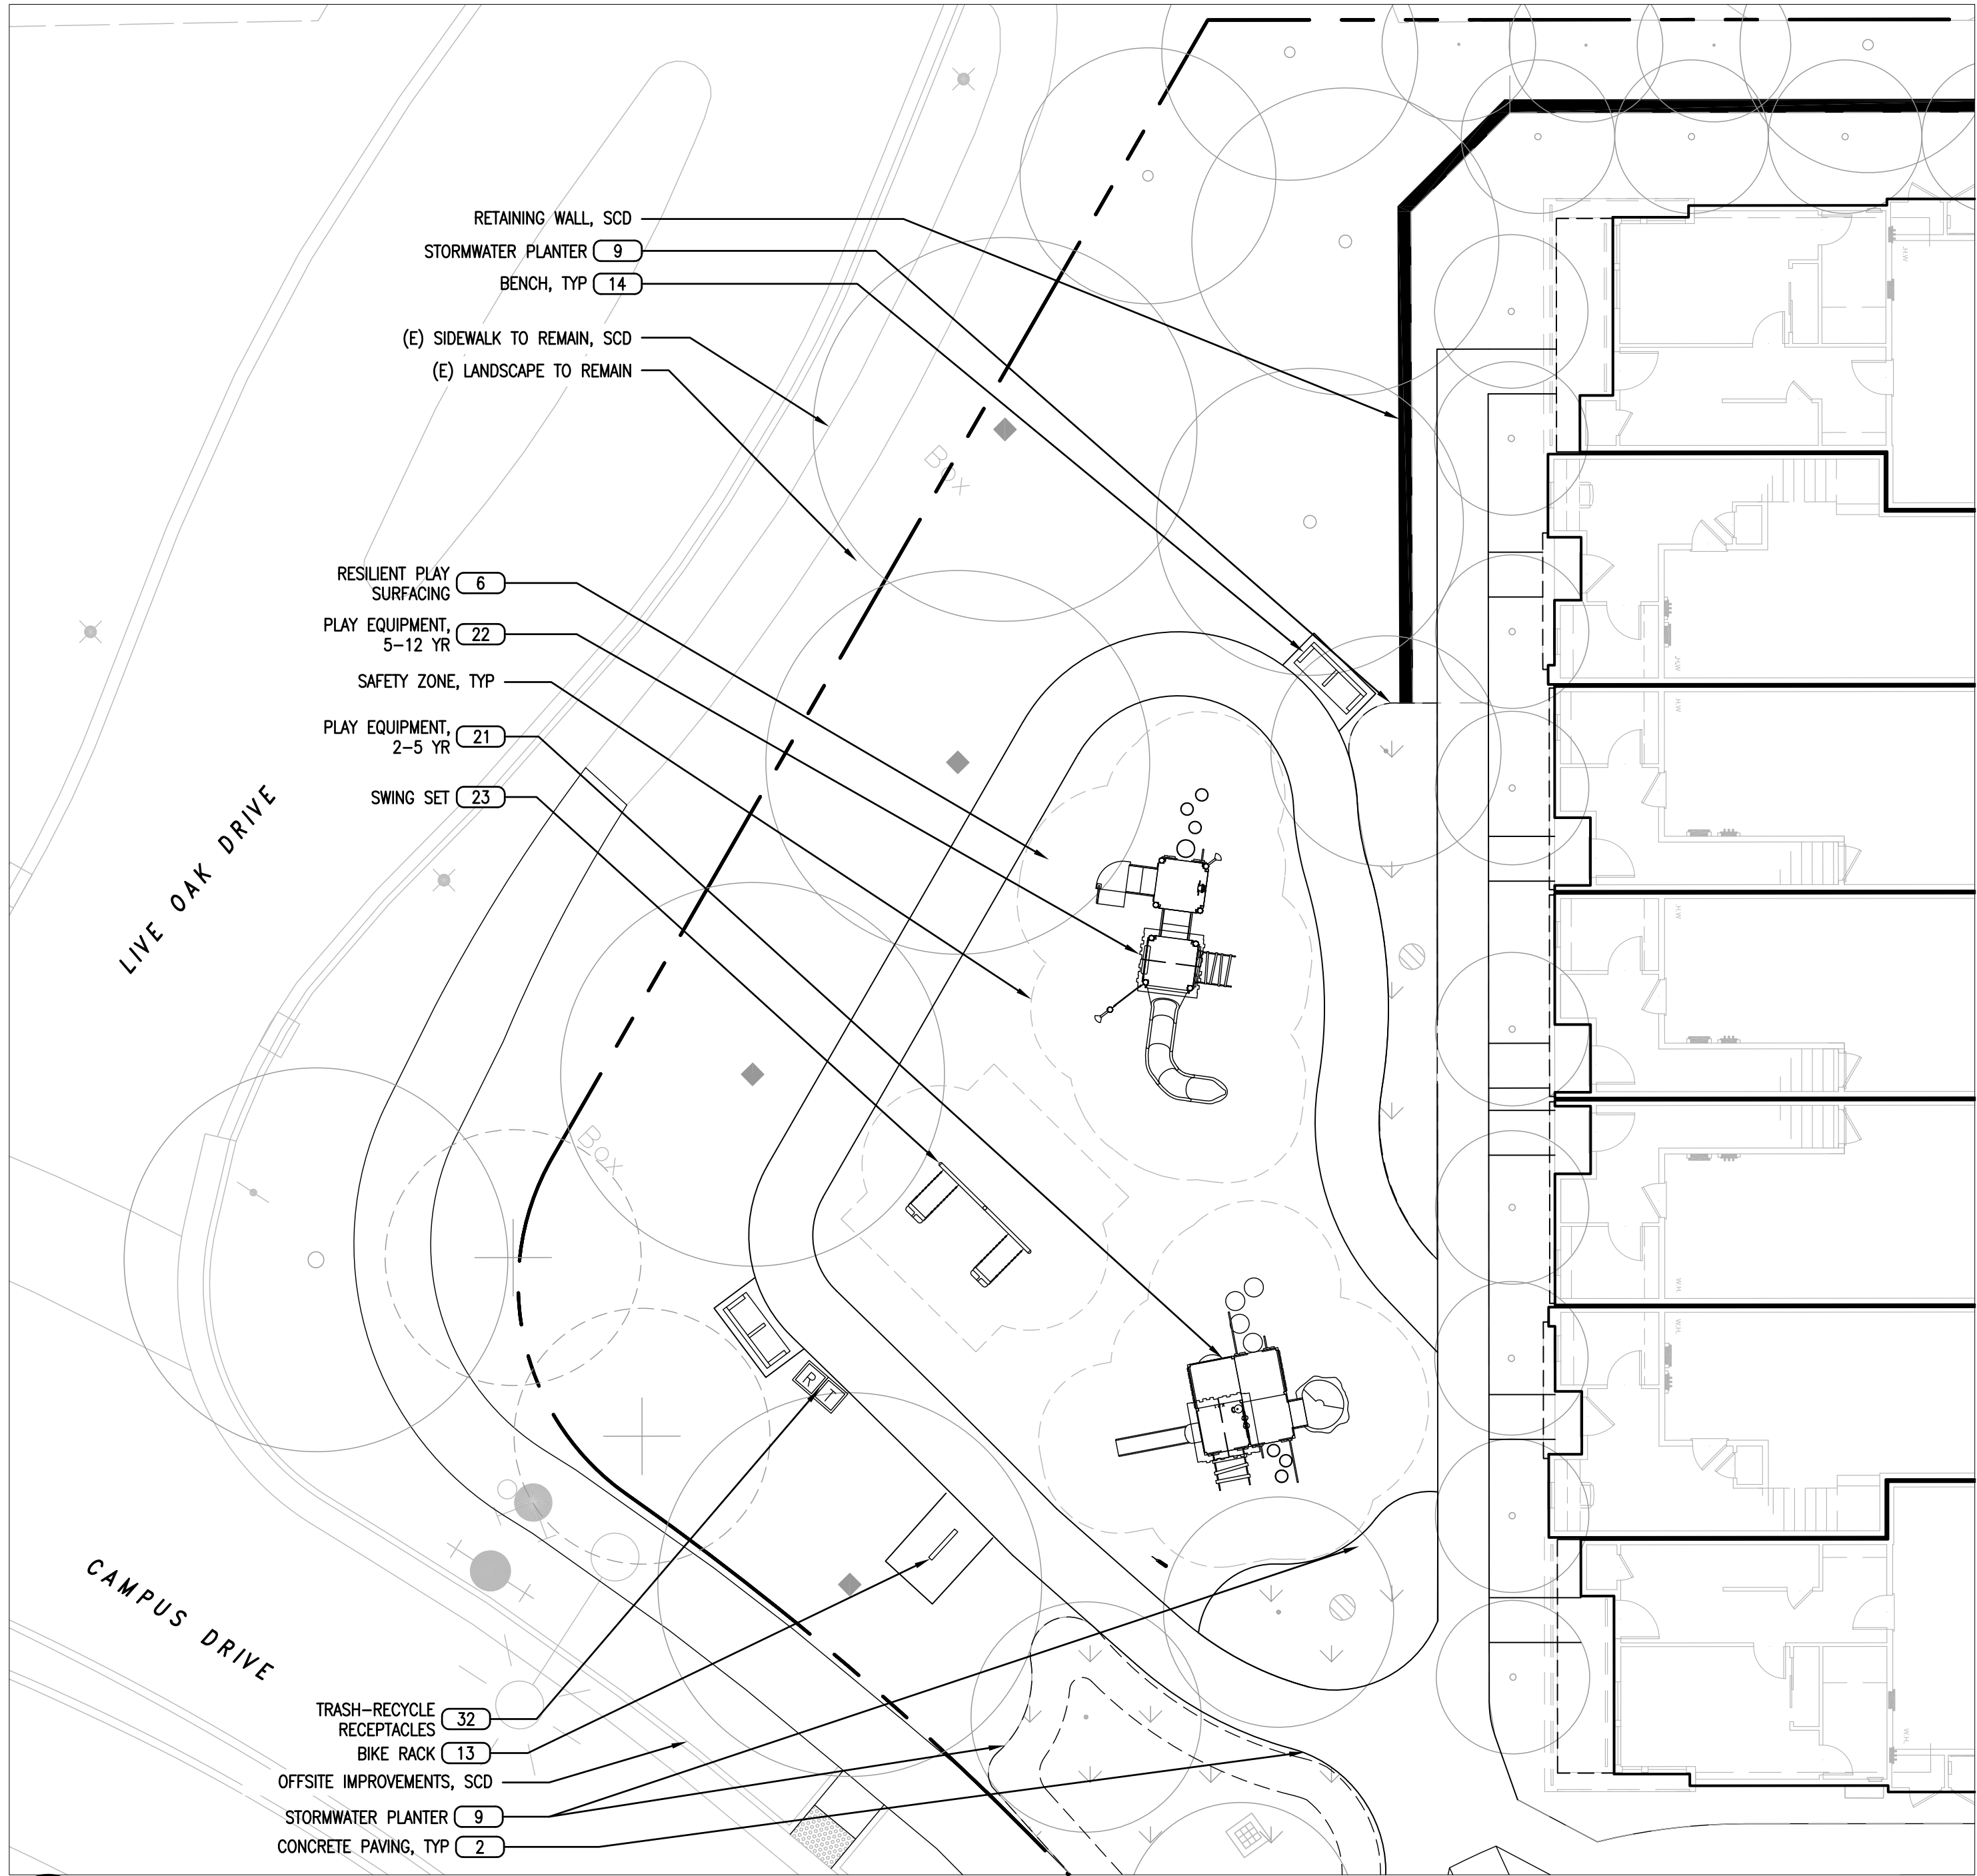 RETAINING WALL, SCD
STORMWATER PLANTER 9
BENCH, TYP 14
(E) SIDEWALK TO REMAIN, SCD
(E) LANDSCAPE TO REMAIN
BOX
RESILIENT PLAY
SURFACING 6
PLAY EQUIPMENT,
5-12 YR 22
SAFETY ZONE, TYP
PLAY EQUIPMENT,
2-5 YR 21
SWING SET 23
LIVE OAK DRIVE
BOX
R T
CAMPUS DRIVE
TRASH-RECYCLE
RECEPTACLES 32
BIKE RACK 13
OFFSITE IMPROVEMENTS, SCD
STORMWATER PLANTER 9
CONCRETE PAVING, TYP 2
W.H.
W.H.
W.H.